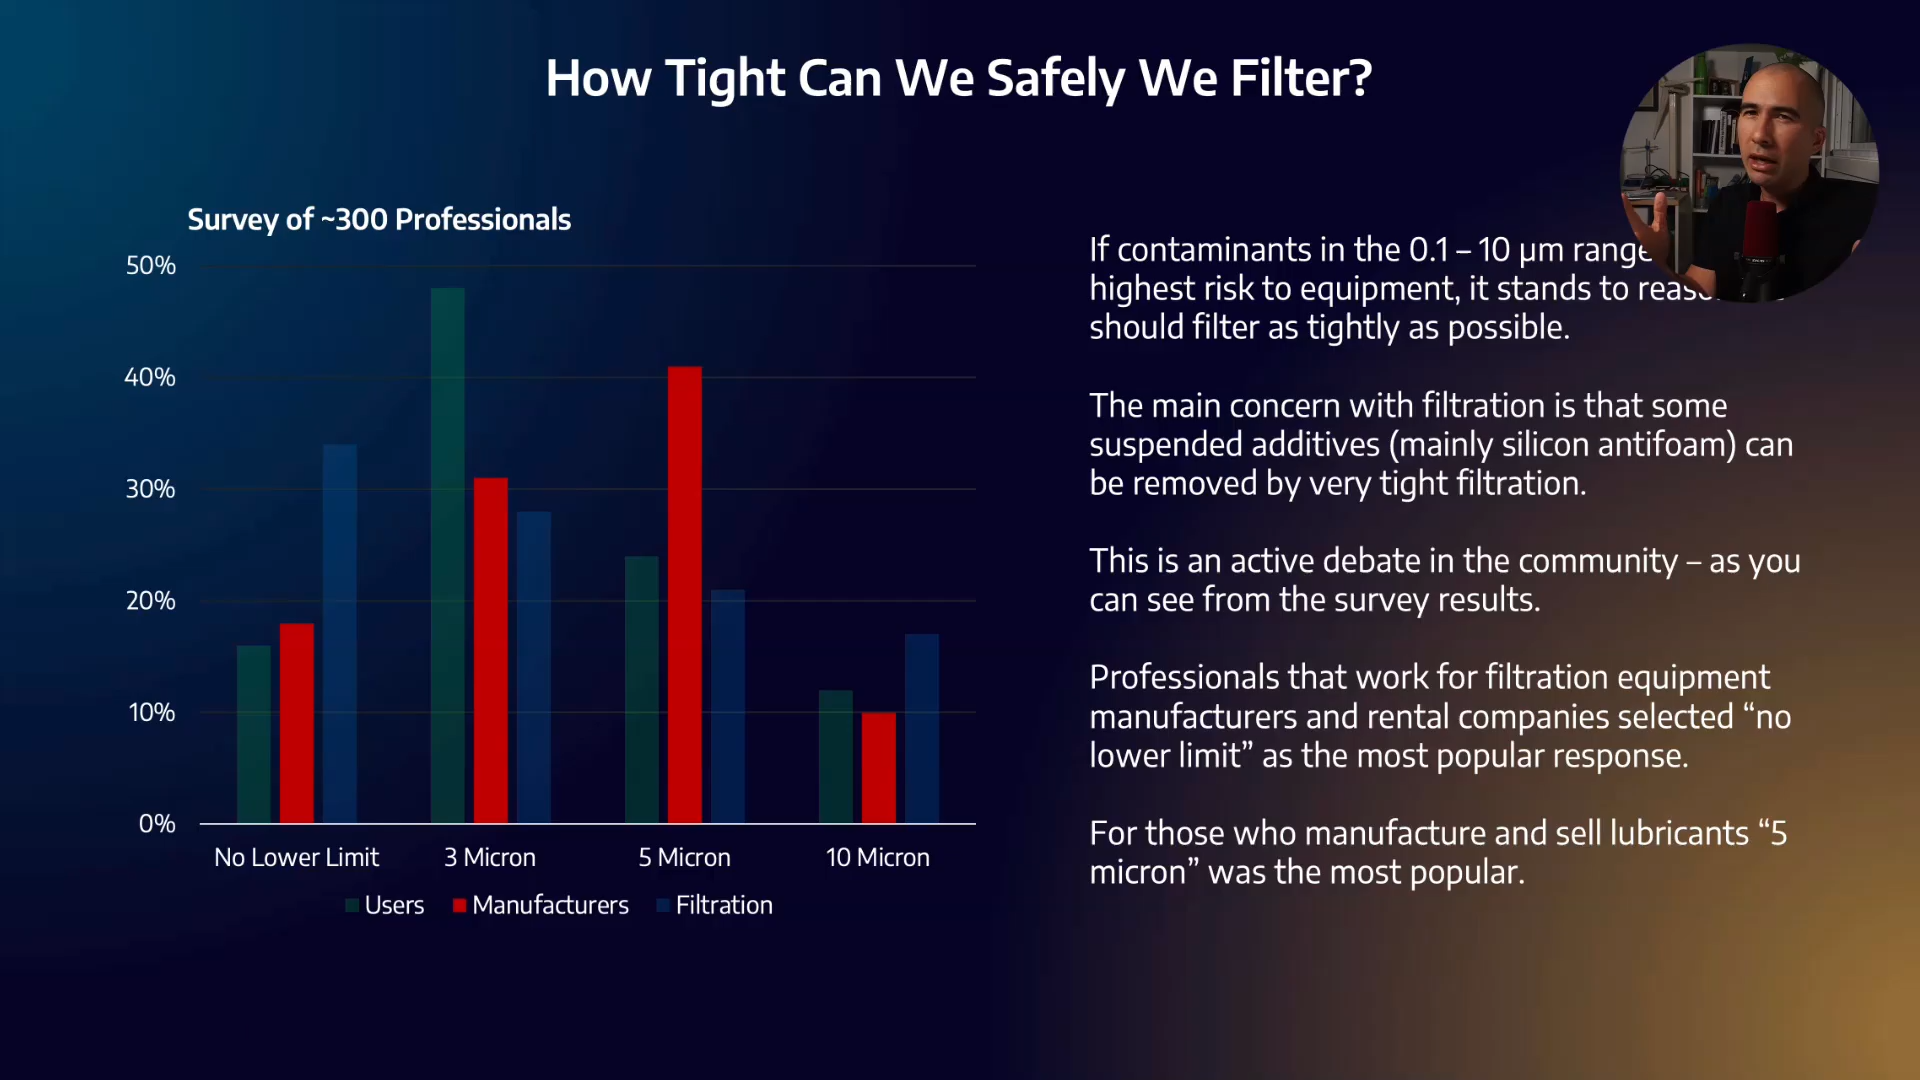 How Tight Can We Safely We Filter?
Survey of ~300 Professionals
50%
40%
30%
20%
10%
0%
No Lower Limit
3 Micron
5 Micron
10 Micron
Users
Manufacturers
Filtration
If contaminants in the 0.1 – 10 µm range
highest risk to equipment, it stands to
should filter as tightly as possible.
The main concern with filtration is that some
suspended additives (mainly silicon antifoam) can
be removed by very tight filtration.
This is an active debate in the community – as you
can see from the survey results.
Professionals that work for filtration equipment
manufacturers and rental companies selected “no
lower limit” as the most popular response.
For those who manufacture and sell lubricants “5
micron” was the most popular.